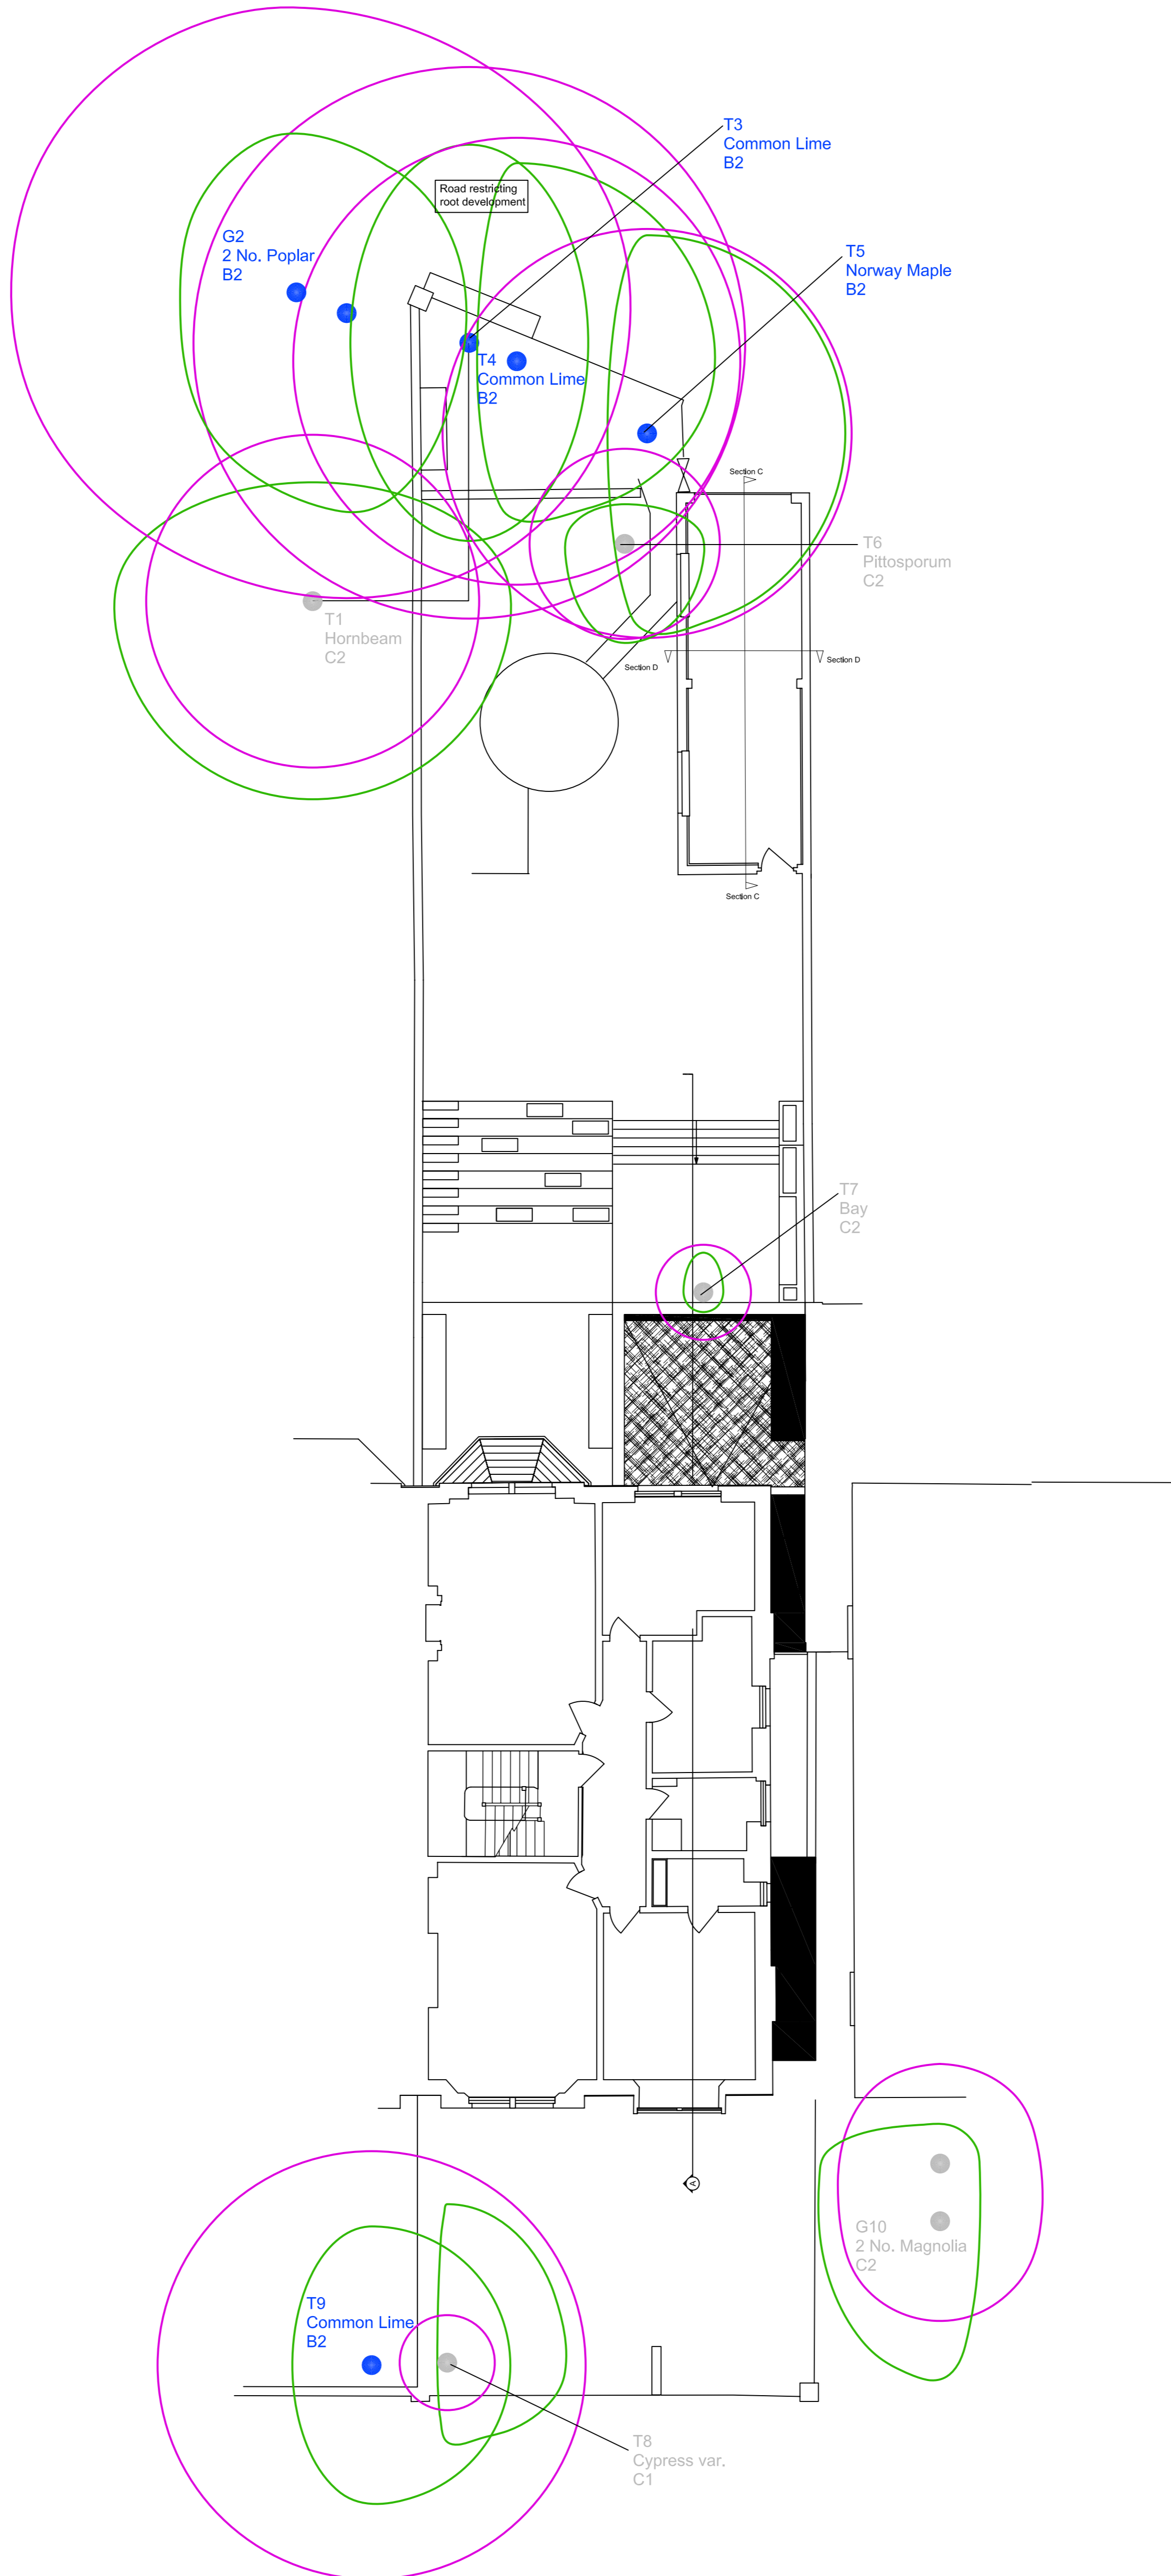 T3
Common Lime
B2
Road restricting
root development
G2
2 No. Poplar
B2
T5
Norway Maple
B2
T4
Common Lime
B2
Section C
T6
Pittosporum
C2
T1
Hornbeam
C2
Section D
Section D
Section C
T7
Bay
C2
A
G10
2 No. Magnolia
C2
T9
Common Lime
B2
T8
Cypress var.
C1